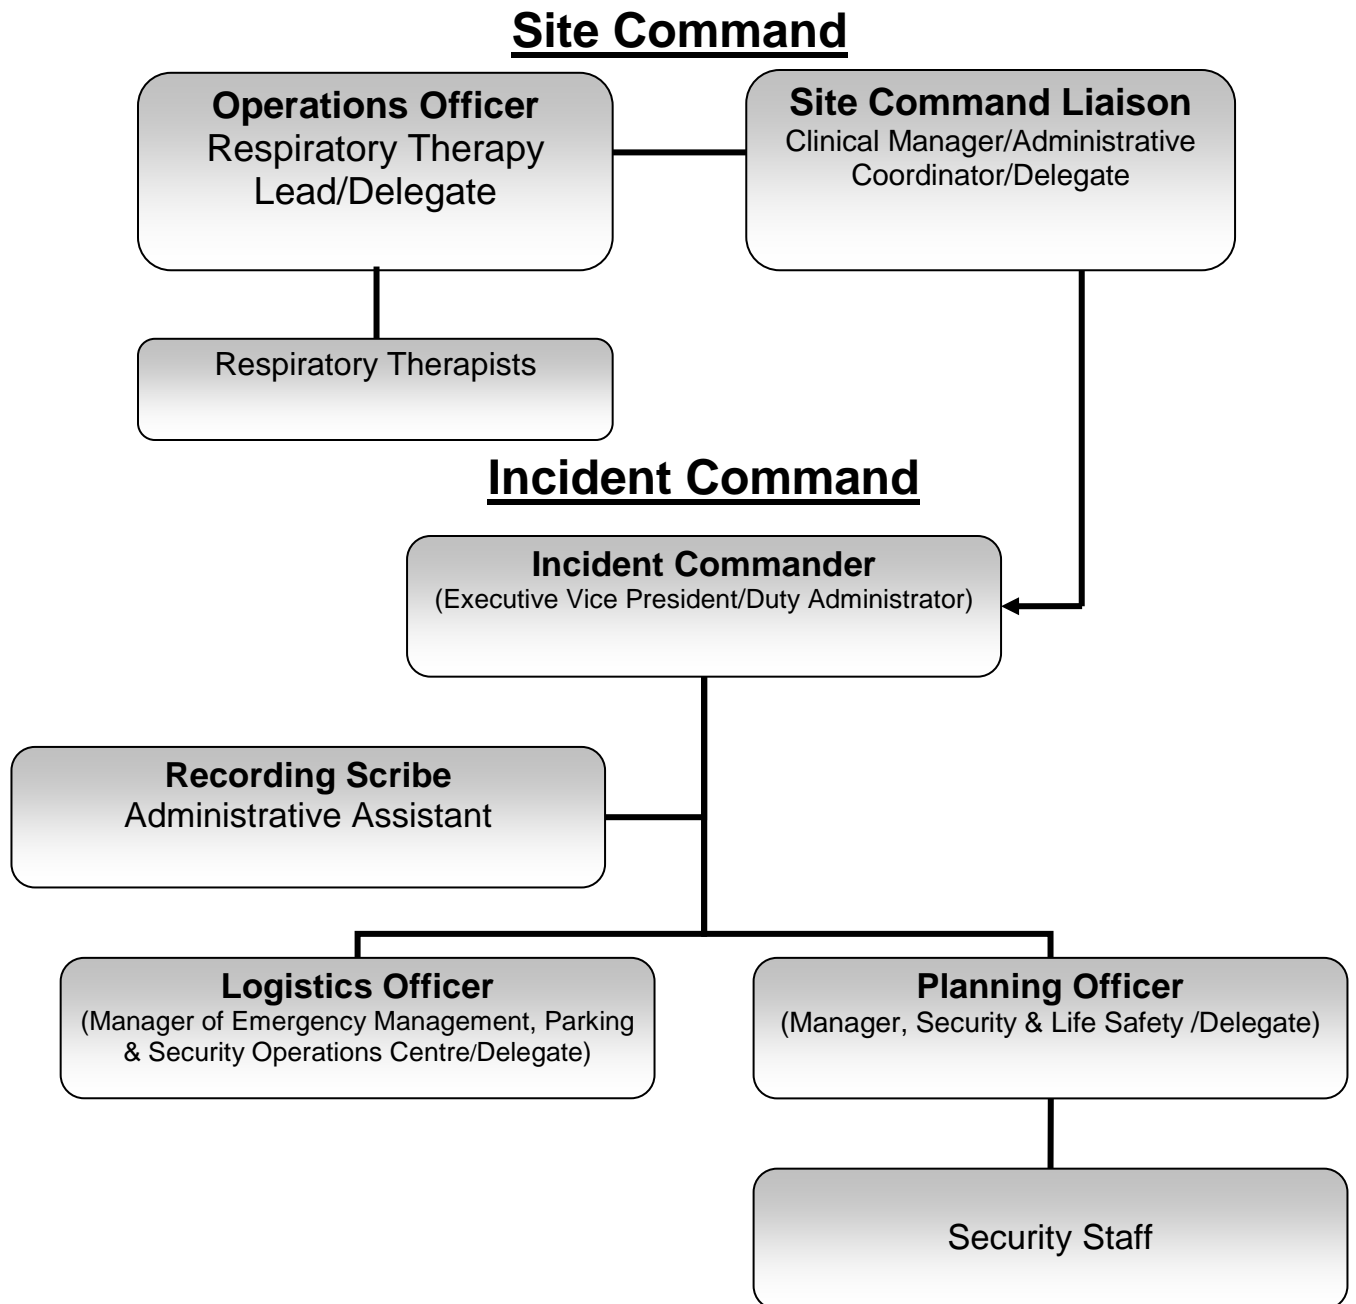 Site Command
Operations Officer
Respiratory Therapy
Lead/Delegate
Site Command Liaison
Clinical Manager/Administrative
Coordinator/Delegate
Respiratory Therapists
Incident Command
Incident Commander
(Executive Vice President/Duty Administrator)
Recording Scribe
Administrative Assistant
Logistics Officer
(Manager of Emergency Management, Parking
& Security Operations Centre/Delegate)
Planning Officer
(Manager, Security & Life Safety /Delegate)
Security Staff